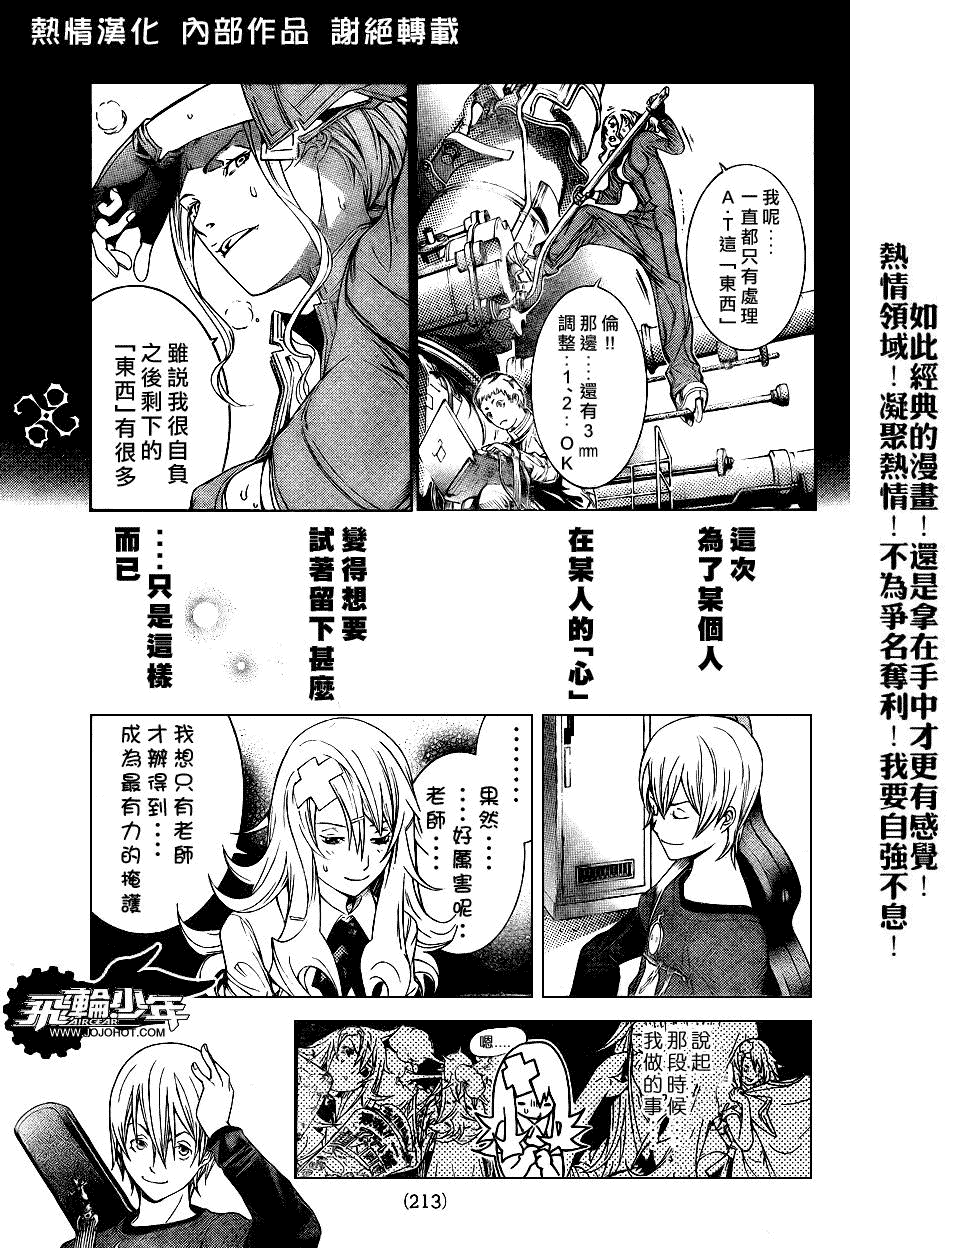 熱情漢化 內部作品 謝絕轉載
我呢‥‥
一直都只有處理
A‧T這「東西」
倫!!
那邊‥‥還有3㎜
調整‥‥1、2‥OK
雖說我很自負
之後剩下的
「東西」有很多
這次
為了某個人
在某人的「心」
變得想要
試著留下甚麼
‥‥只是這樣
而已
‥‥‥‥
果然‥‥
‥‥好厲害呢‥‥
老師‥‥
我想只有老師
才辦得到‥‥
成為最有力的掩護
說起‥‥
那段時候
我做的事
嗯‥‥
飛輪少年
AIR GEAR
WWW.JOJOHOT.COM
(213)
如此經典的漫畫！還是拿在手中才更有感覺！
熱情領域！凝聚熱情！不為爭名奪利！我要自強不息！